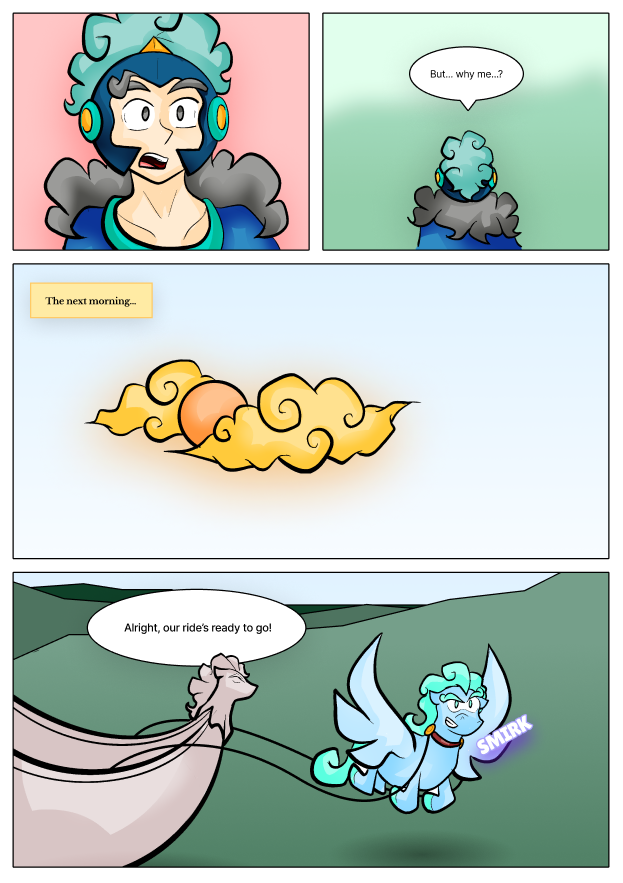 But... why me...?
The next morning...
Alright, our ride's ready to go!
SMIRK